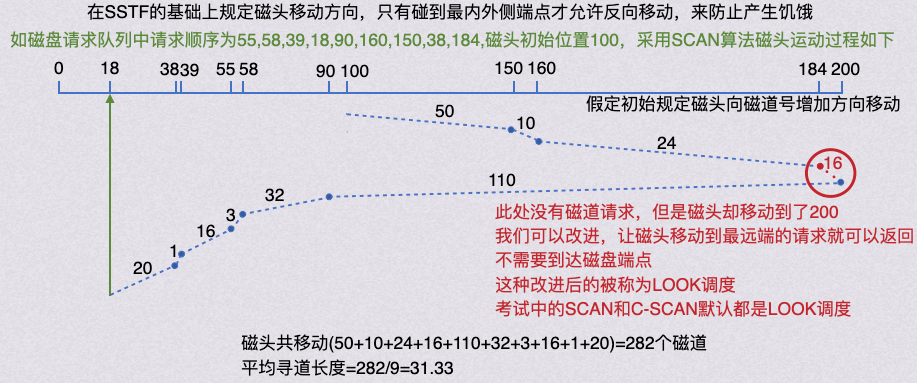 在SSTF的基础上规定磁头移动方向，只有碰到最内外侧端点才允许反向移动，来防止产生饥饿
如磁盘请求队列中请求顺序为55,58,39,18,90,160,150,38,184,磁头初始位置100，采用SCAN算法磁头运动过程如下
0 18 3839 55 58 90 100 150 160 184 200
假定初始规定磁头向磁道号增加方向移动
50
10
24
16
110
32
3
16
1
20
此处没有磁道请求，但是磁头却移动到了200
我们可以改进，让磁头移动到最远端的请求就可以返回
不需要到达磁盘端点
这种改进后的被称为LOOK调度
考试中的SCAN和C-SCAN默认都是LOOK调度
磁头共移动(50+10+24+16+110+32+3+16+1+20)=282个磁道
平均寻道长度=282/9=31.33